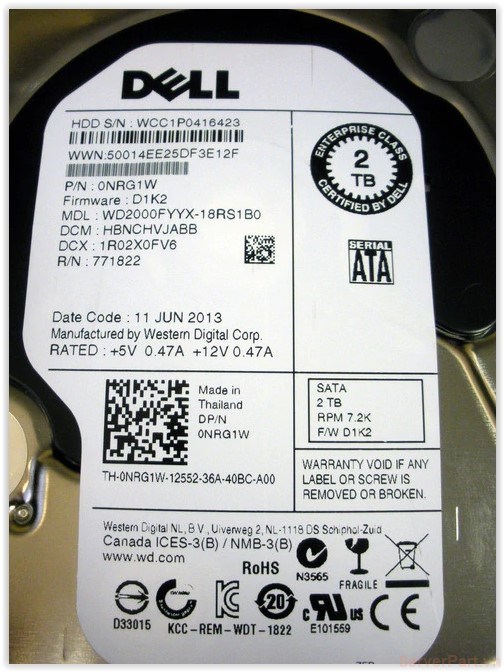 DELL
HDD S/N : WCC1P0416423
WWN:50014EE25DF3E12F
P/N : 0NRG1W
Firmware : D1K2
MDL : WD2000FYYX-18RS1B0
DCM : HBNCHVJABB
DCX : 1R02X0FV6
R/N : 771822
ENTERPRISE CLASS
2
TB
CERTIFIED BY DELL
SERIAL
ATA
Date Code : 11 JUN 2013
Manufactured by Western Digital Corp.
RATED : +5V 0.47A +12V 0.47A
Made in
Thailand
DP/N
0NRG1W
TH-0NRG1W-12552-36A-40BC-A00
SATA
2 TB
RPM 7.2K
F/W D1K2
WARRANTY VOID IF ANY
LABEL OR SCREW IS
REMOVED OR BROKEN.
Western Digital NL, B.V., Uiverweg 2, NL-1118 DS Schiphol-Zuid
Canada ICES-3(B) / NMB-3(B)
www.wd.com
RoHS
N3565
FRAGILE
D33015
20
KCC-REM-WDT-1822
c RU us
E101559
CE